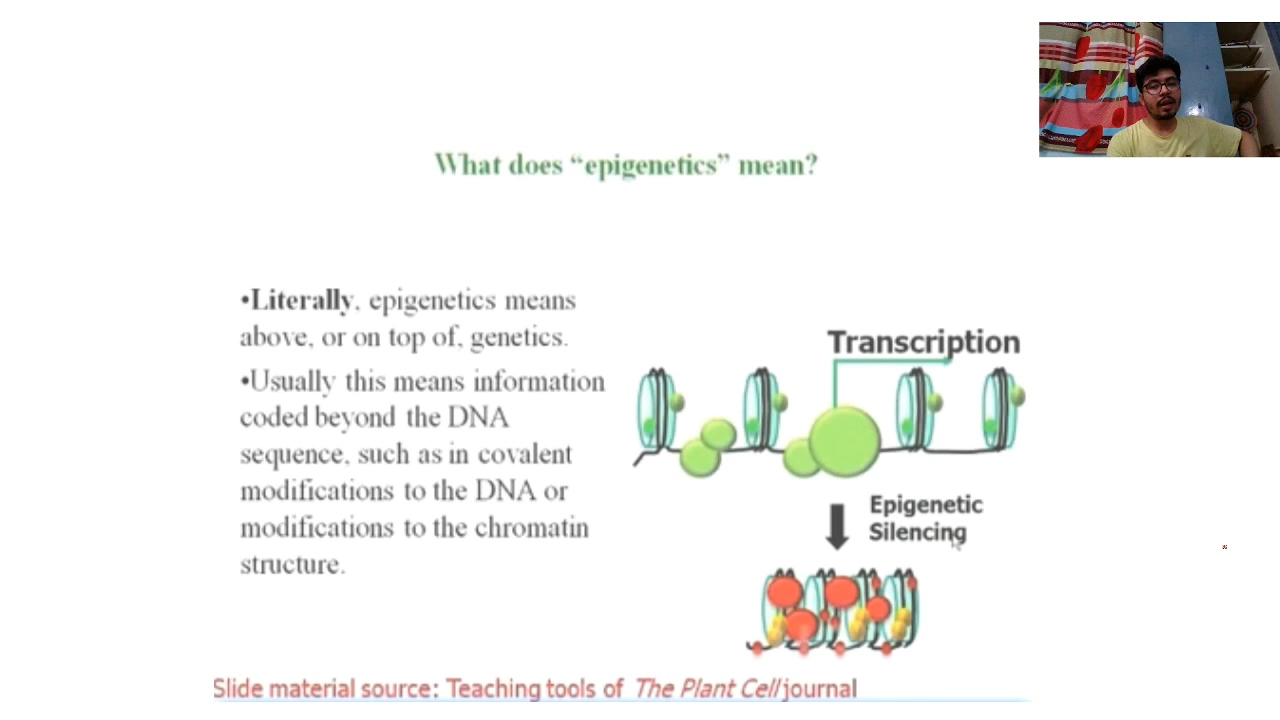 What does “epigenetics” mean?
•Literally, epigenetics means
above, or on top of, genetics.
•Usually this means information
coded beyond the DNA
sequence, such as in covalent
modifications to the DNA or
modifications to the chromatin
structure.
Transcription
Epigenetic
Silencing
Slide material source: Teaching tools of The Plant Cell journal